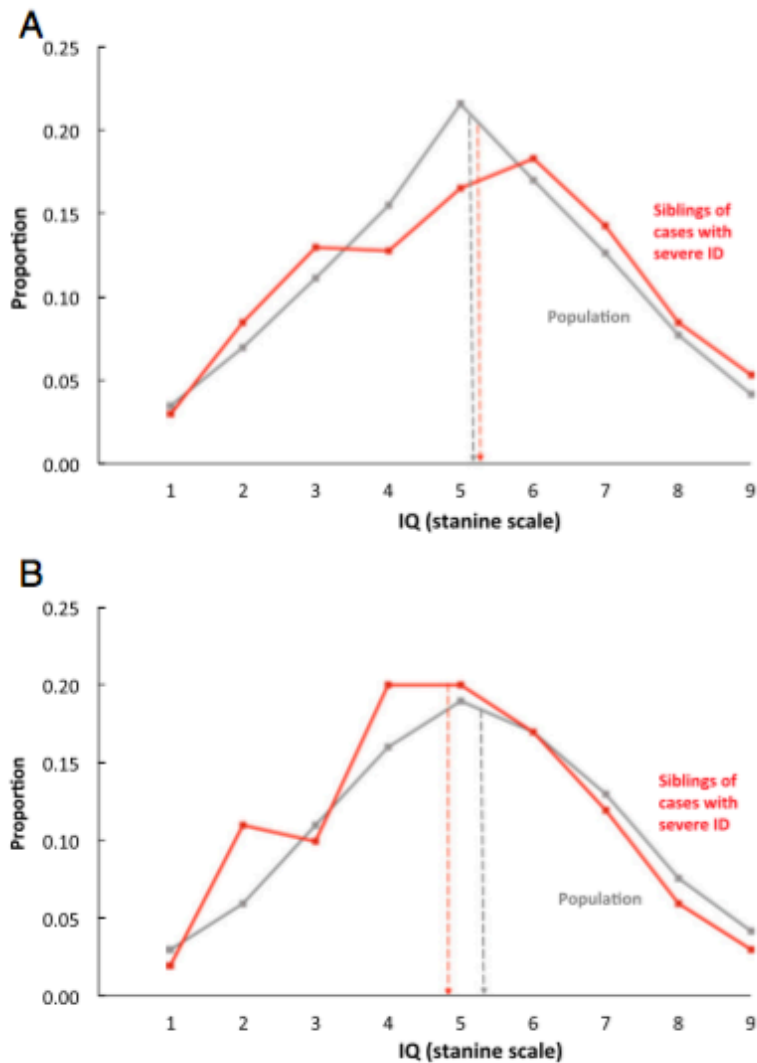 A
0.25
0.20
0.15
0.10
0.05
0.00
Proportion
Siblings of
cases with
severe ID
Population
1 2 3 4 5 6 7 8 9
IQ (stanine scale)
B
0.25
0.20
0.15
0.10
0.05
0.00
Proportion
Siblings of
cases with
severe ID
Population
1 2 3 4 5 6 7 8 9
IQ (stanine scale)